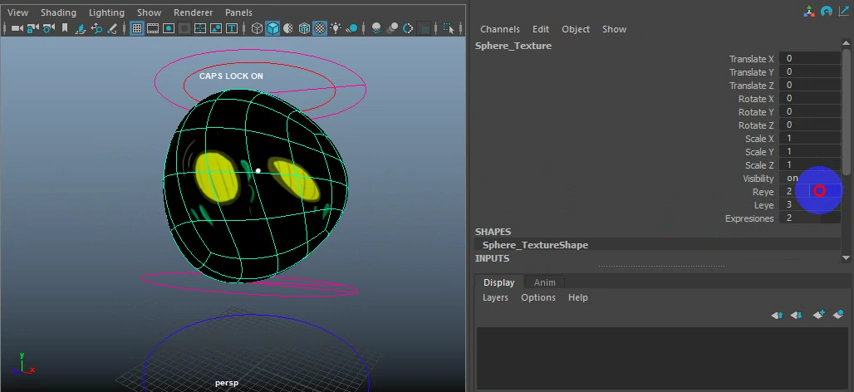 View Shading Lighting Show Renderer Panels
CAPS LOCK ON
persp
y
x
Channels Edit Object Show
Sphere_Texture
Translate X 0
Translate Y 0
Translate Z 0
Rotate X 0
Rotate Y 0
Rotate Z 0
Scale X 1
Scale Y 1
Scale Z 1
Visibility on
Reye 2
Leye 3
Expresiones 2
SHAPES
Sphere_TextureShape
INPUTS
Display Anim
Layers Options Help